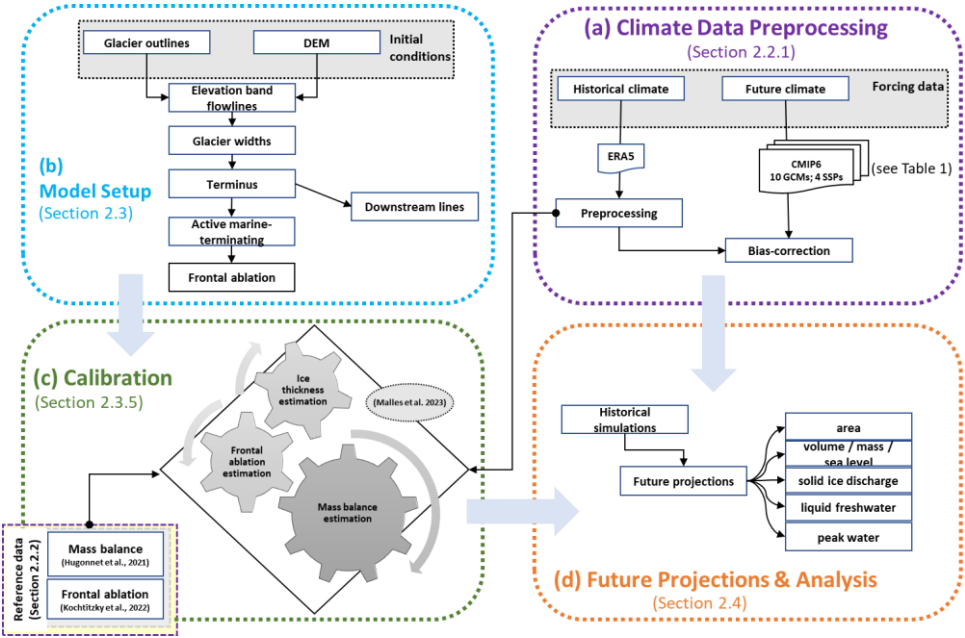 Glacier outlines
DEM
Initial
conditions
Elevation band
flowlines
Glacier widths
Terminus
Downstream lines
Active marine-
terminating
Frontal ablation
(b)
Model Setup
(Section 2.3)
(a) Climate Data Preprocessing
(Section 2.2.1)
Historical climate
Future climate
Forcing data
ERA5
CMIP6
10 GCMs; 4 SSPs
(see Table 1)
Preprocessing
Bias-correction
(c) Calibration
(Section 2.3.5)
Ice
thickness
estimation
(Malles et al. 2023)
Frontal
ablation
estimation
Mass balance
estimation
Reference data
(Section 2.2.2)
Mass balance
(Hugonnet et al., 2021)
Frontal ablation
(Kochtitzky et al., 2022)
Historical
simulations
Future projections
area
volume / mass /
sea level
solid ice discharge
liquid freshwater
peak water
(d) Future Projections & Analysis
(Section 2.4)